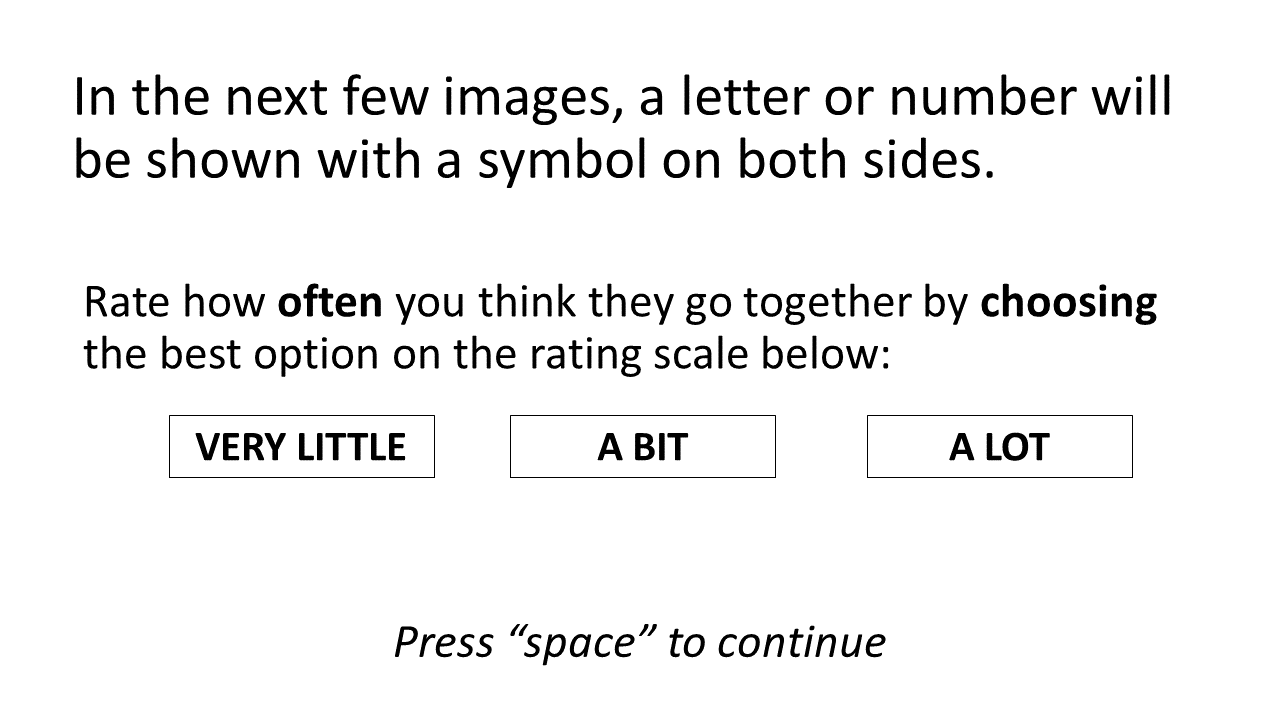 In the next few images, a letter or number will
be shown with a symbol on both sides.
Rate how often you think they go together by choosing
the best option on the rating scale below:
VERY LITTLE
A BIT
A LOT
Press “space” to continue